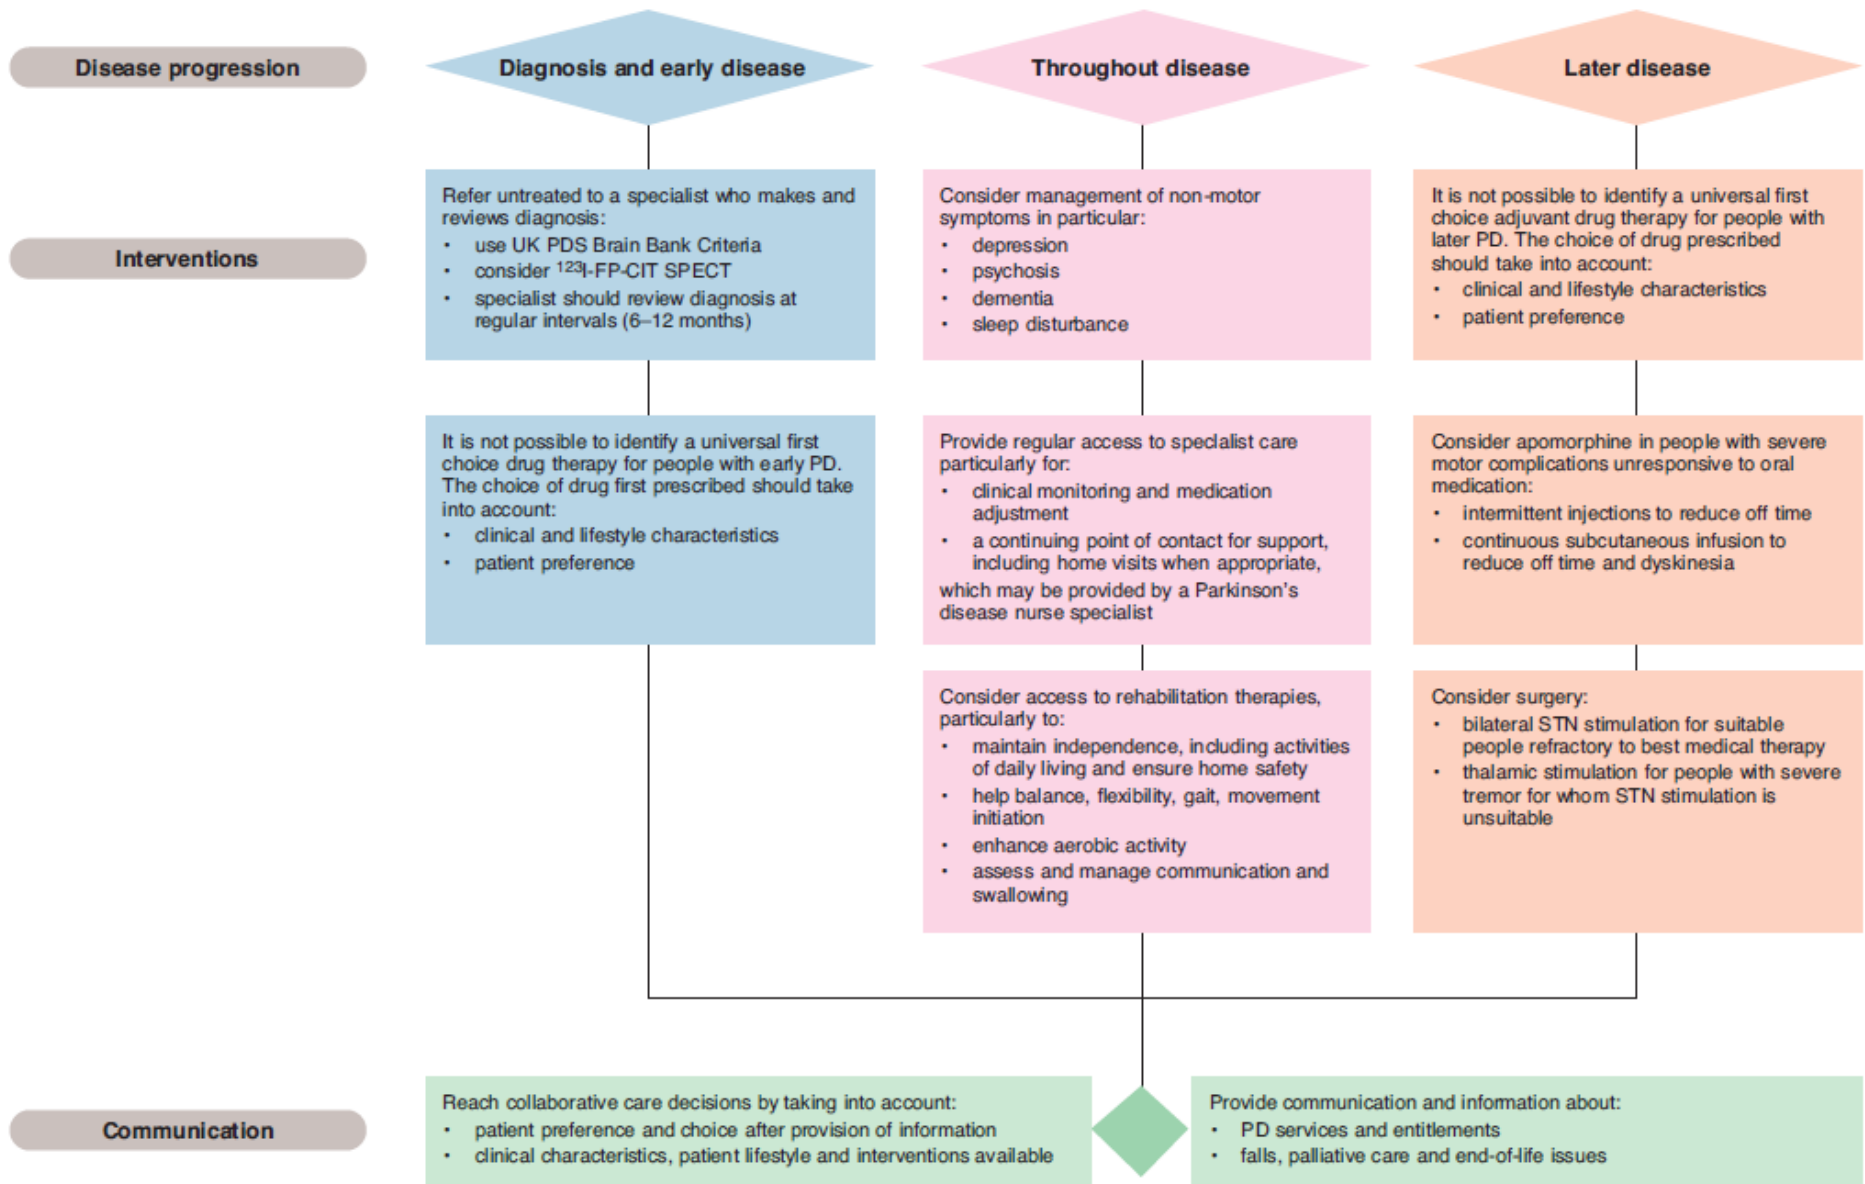 Disease progression
Diagnosis and early disease
Throughout disease
Later disease
Interventions
Refer untreated to a specialist who makes and
reviews diagnosis:
• use UK PDS Brain Bank Criteria
• consider ¹²³I-FP-CIT SPECT
• specialist should review diagnosis at
regular intervals (6–12 months)
It is not possible to identify a universal first
choice drug therapy for people with early PD.
The choice of drug first prescribed should take
into account:
• clinical and lifestyle characteristics
• patient preference
Consider management of non-motor
symptoms in particular:
• depression
• psychosis
• dementia
• sleep disturbance
Provide regular access to specialist care
particularly for:
• clinical monitoring and medication
adjustment
• a continuing point of contact for support,
including home visits when appropriate,
which may be provided by a Parkinson's
disease nurse specialist
Consider access to rehabilitation therapies,
particularly to:
• maintain independence, including activities
of daily living and ensure home safety
• help balance, flexibility, gait, movement
initiation
• enhance aerobic activity
• assess and manage communication and
swallowing
It is not possible to identify a universal first
choice adjuvant drug therapy for people with
later PD. The choice of drug prescribed
should take into account:
• clinical and lifestyle characteristics
• patient preference
Consider apomorphine in people with severe
motor complications unresponsive to oral
medication:
• intermittent injections to reduce off time
• continuous subcutaneous infusion to
reduce off time and dyskinesia
Consider surgery:
• bilateral STN stimulation for suitable
people refractory to best medical therapy
• thalamic stimulation for people with severe
tremor for whom STN stimulation is
unsuitable
Communication
Reach collaborative care decisions by taking into account:
• patient preference and choice after provision of information
• clinical characteristics, patient lifestyle and interventions available
Provide communication and information about:
• PD services and entitlements
• falls, palliative care and end-of-life issues